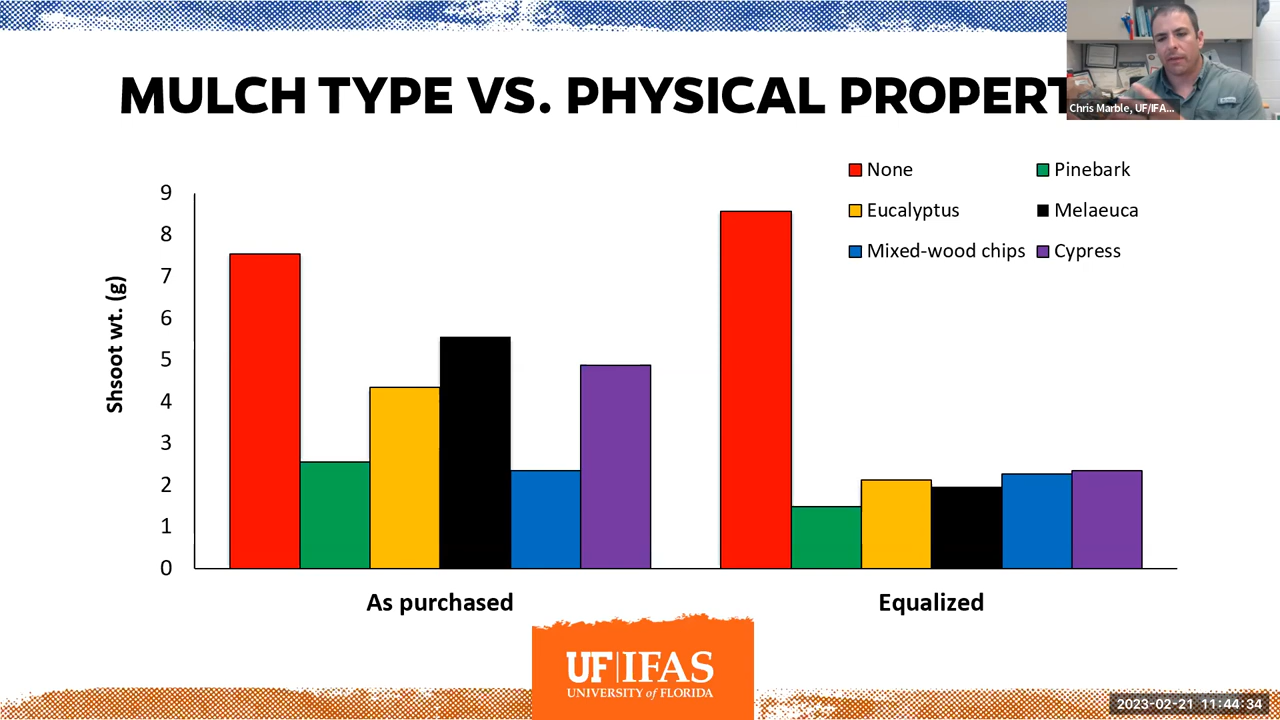 MULCH TYPE VS. PHYSICAL PROPERT
Chris Marble, UF/IFA...
None
Pinebark
Eucalyptus
Melaeuca
Mixed-wood chips
Cypress
Shsoot wt. (g)
9
8
7
6
5
4
3
2
1
0
As purchased
Equalized
UF|IFAS
UNIVERSITY of FLORIDA
2023-02-21 11:44:34